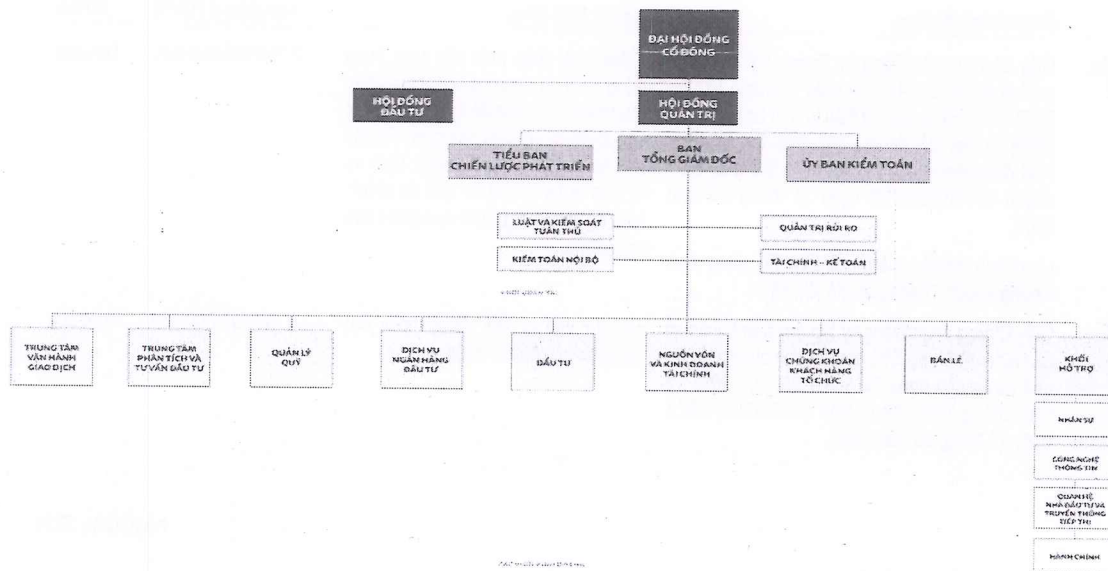 ĐẠI HỘI ĐỒNG
CỔ ĐÔNG
HỘI ĐỒNG
ĐẦU TƯ
HỘI ĐỒNG
QUẢN TRỊ
TIỂU BAN
CHIẾN LƯỢC PHÁT TRIỂN
BAN
TỔNG GIÁM ĐỐC
ỦY BAN KIỂM TOÁN
LUẬT VÀ KIỂM SOÁT
TUÂN THỦ
QUẢN TRỊ RỦI RO
KIỂM TOÁN NỘI BỘ
TÀI CHÍNH – KẾ TOÁN
KHỐI QUẢN TRỊ
TRUNG TÂM
VẬN HÀNH
GIAO DỊCH
TRUNG TÂM
PHÂN TÍCH VÀ
TƯ VẤN ĐẦU TƯ
QUẢN LÝ
QUỸ
DỊCH VỤ
NGÂN HÀNG
ĐẦU TƯ
ĐẦU TƯ
NGUỒN VỐN
VÀ KINH DOANH
TÀI CHÍNH
DỊCH VỤ
CHỨNG KHOÁN
KHÁCH HÀNG
TỔ CHỨC
BÁN LẺ
KHỐI
HỖ TRỢ
NHÂN SỰ
CÔNG NGHỆ
THÔNG TIN
QUAN HỆ
NHÀ ĐẦU TƯ VÀ
TRUYỀN THÔNG
TIẾP THỊ
HÀNH CHÍNH